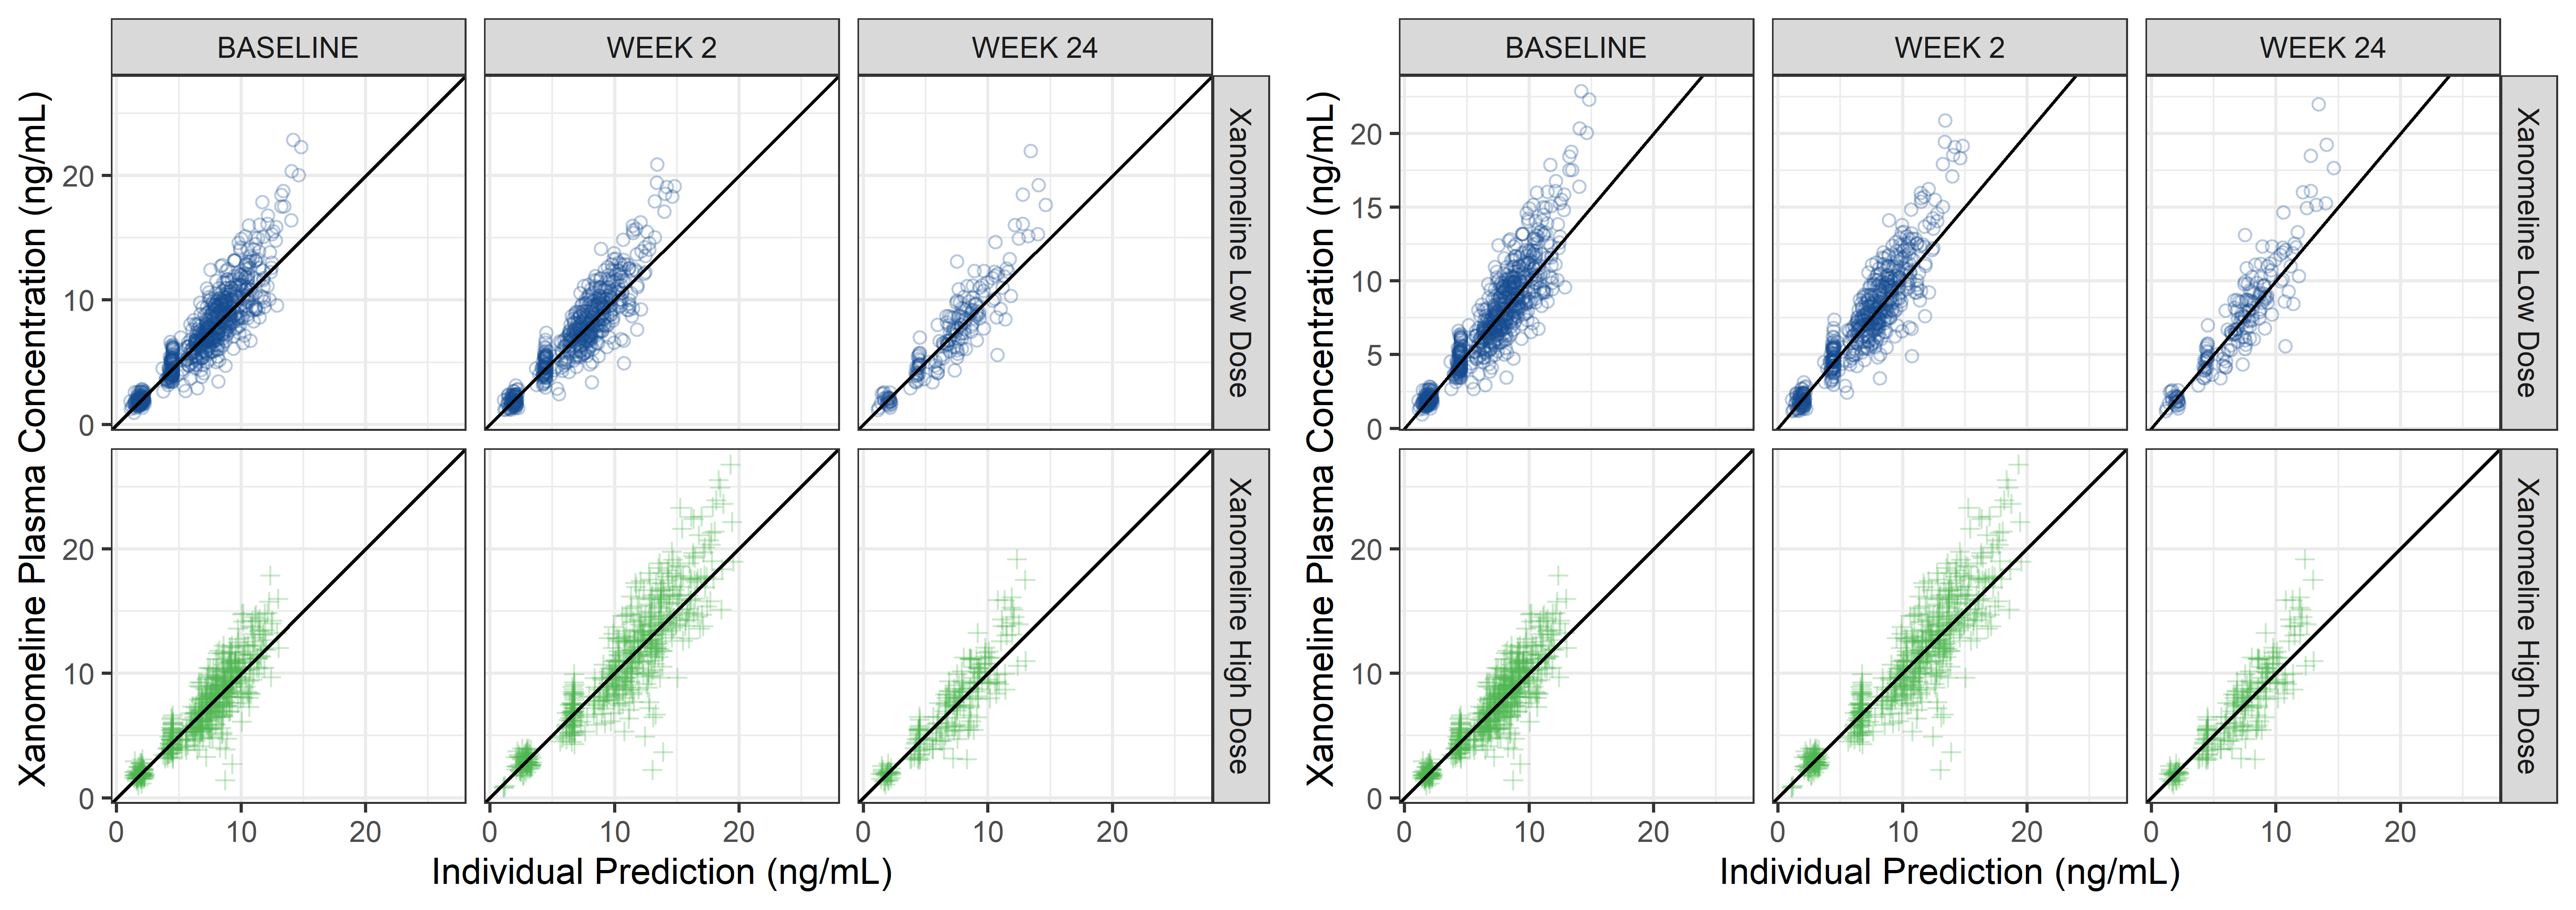 BASELINE WEEK 2 WEEK 24
Xanomeline Plasma Concentration (ng/mL)
20
10
0
Xanomeline Low Dose
20
10
0
Xanomeline High Dose
0 10 20 0 10 20 0 10 20
Individual Prediction (ng/mL)
BASELINE WEEK 2 WEEK 24
Xanomeline Plasma Concentration (ng/mL)
20
15
10
5
0
Xanomeline Low Dose
20
10
0
Xanomeline High Dose
0 10 20 0 10 20 0 10 20
Individual Prediction (ng/mL)